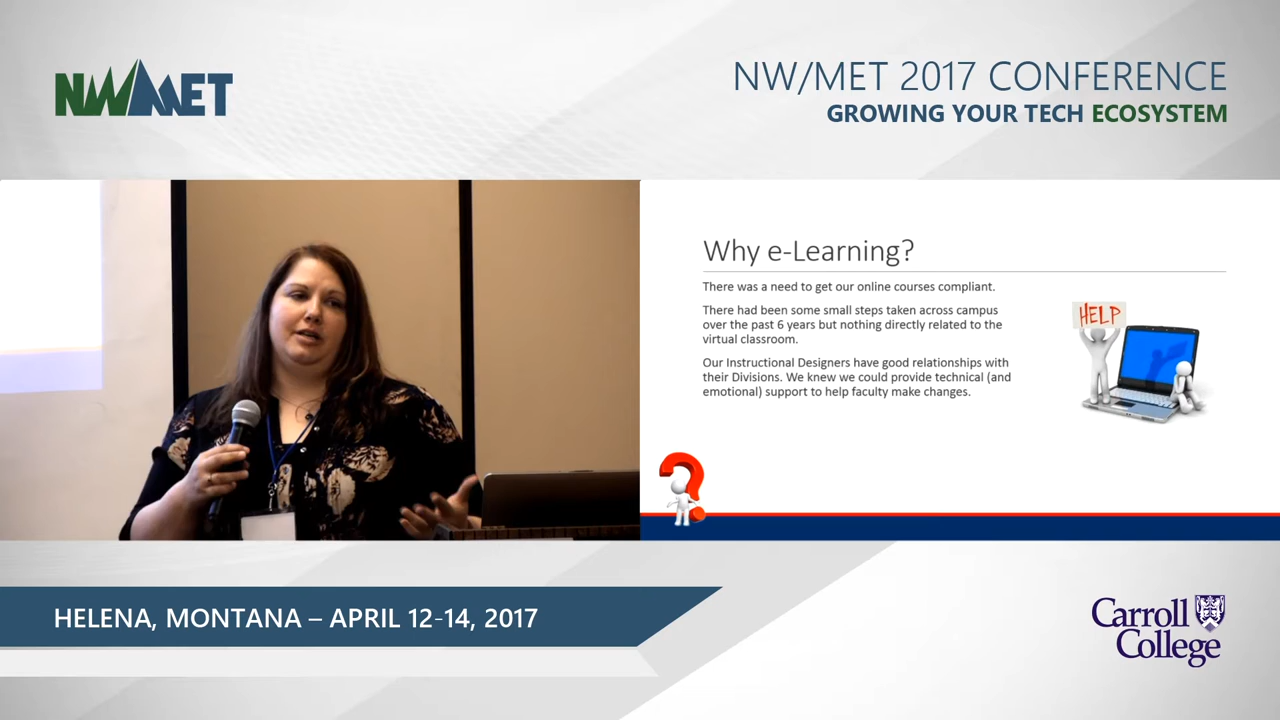 NWMET
NW/MET 2017 CONFERENCE
GROWING YOUR TECH ECOSYSTEM
Why e-Learning?
There was a need to get our online courses compliant.
There had been some small steps taken across campus
over the past 6 years but nothing directly related to the
virtual classroom.
Our Instructional Designers have good relationships with
their Divisions. We knew we could provide technical (and
emotional) support to help faculty make changes.
HELP
?
HELENA, MONTANA – APRIL 12-14, 2017
Carroll
College